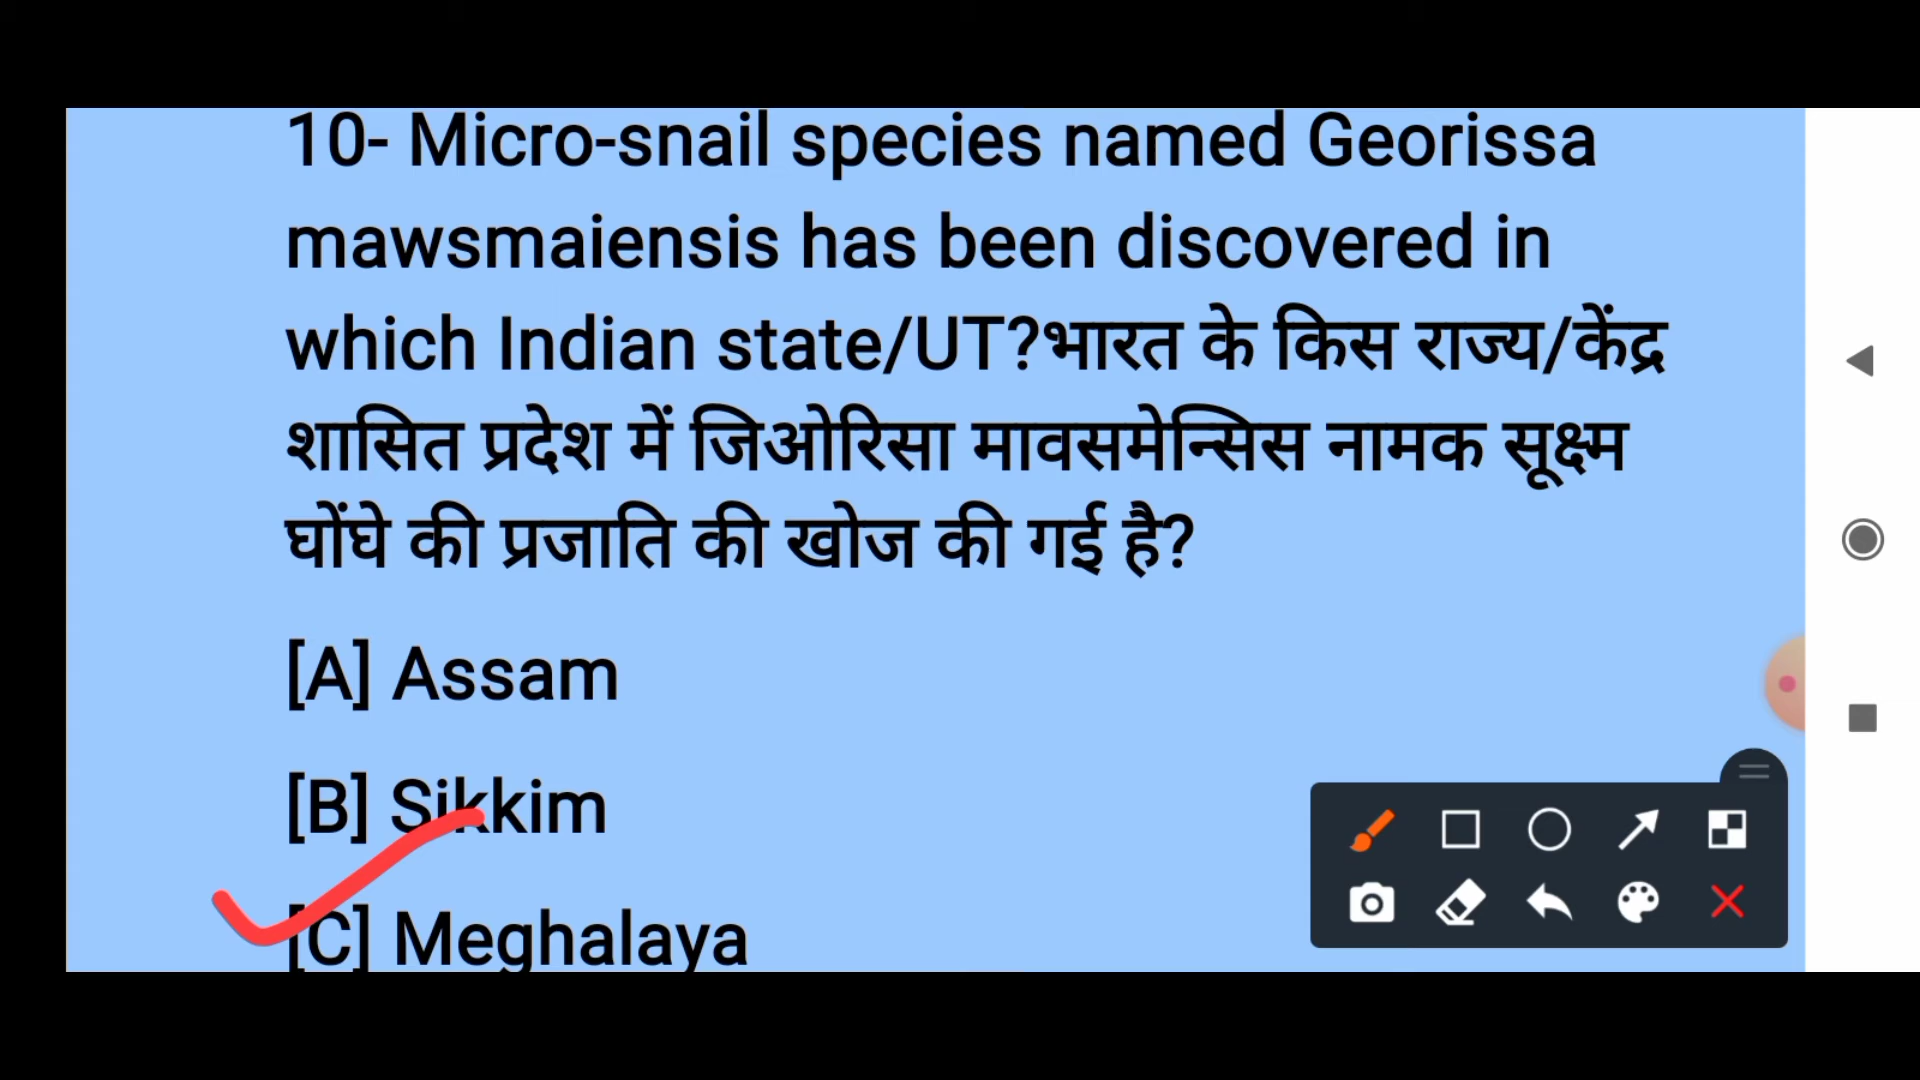 10- Micro-snail species named Georissa
mawsmaiensis has been discovered in
which Indian state/UT?भारत के किस राज्य/केंद्र
शासित प्रदेश में जिओरिसा मावसमेन्सिस नामक सूक्ष्म
घोंघे की प्रजाति की खोज की गई है?
[A] Assam
[B] Sikkim
[C] Meghalaya